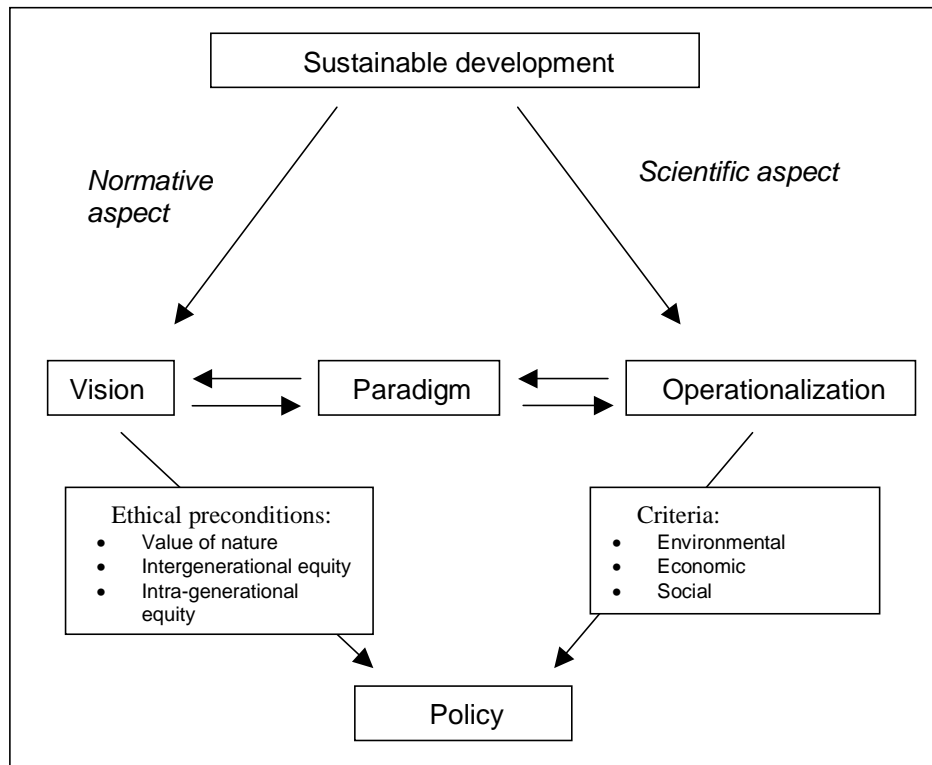 Sustainable development
Normative
aspect
Scientific aspect
Vision
Paradigm
Operationalization
Ethical preconditions:
• Value of nature
• Intergenerational equity
• Intra-generational
equity
Criteria:
• Environmental
• Economic
• Social
Policy